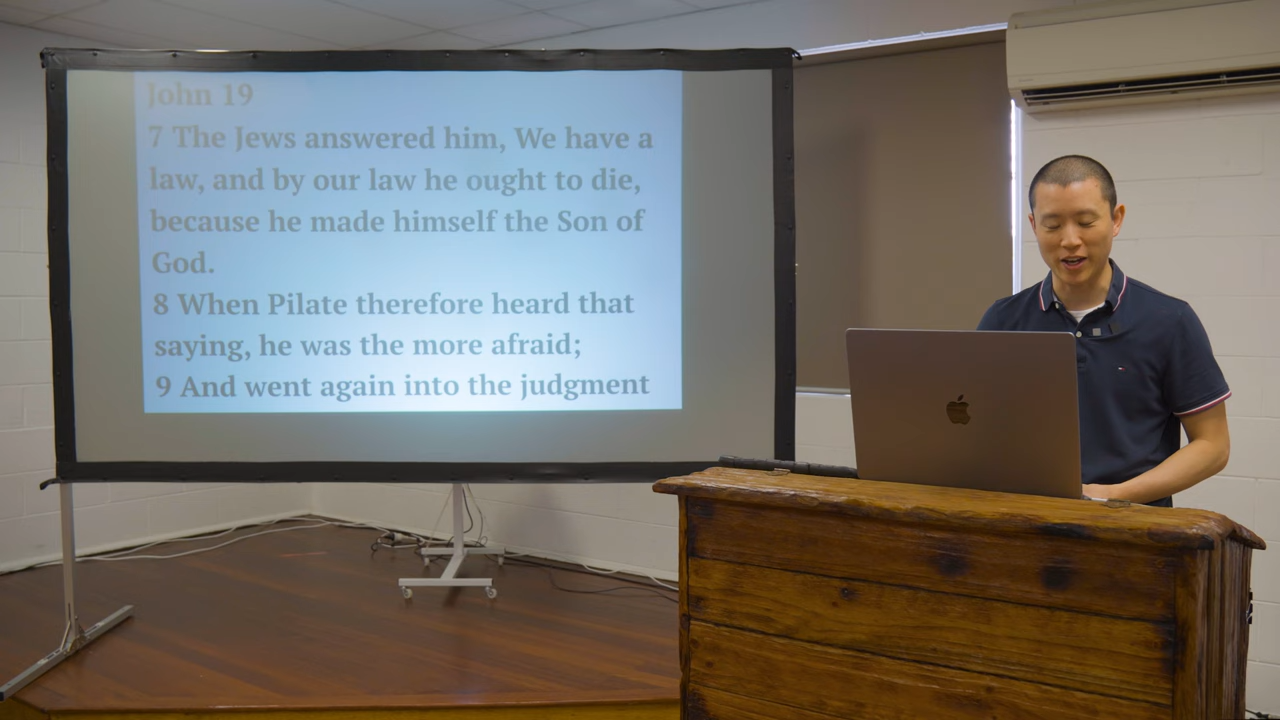 John 19
7 The Jews answered him, We have a
law, and by our law he ought to die,
because he made himself the Son of
God.
8 When Pilate therefore heard that
saying, he was the more afraid;
9 And went again into the judgment